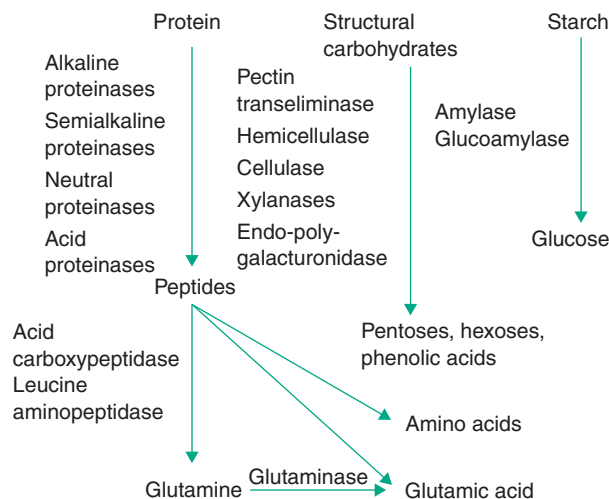 Protein
Structural
carbohydrates
Starch
Alkaline
proteinases
Semialkaline
proteinases
Neutral
proteinases
Acid
proteinases
Pectin
transeliminase
Hemicellulase
Cellulase
Xylanases
Endo-poly-
galacturonidase
Amylase
Glucoamylase
Glucose
Peptides
Pentoses, hexoses,
phenolic acids
Acid
carboxypeptidase
Leucine
aminopeptidase
Amino acids
Glutamine
Glutaminase
Glutamic acid